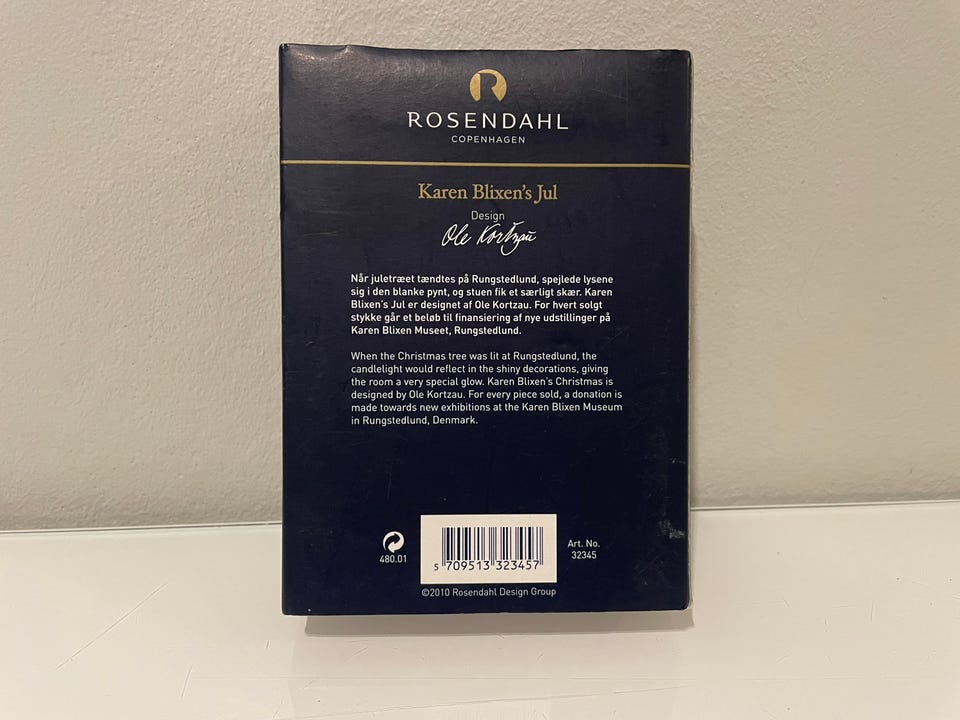 R
ROSENDAHL
COPENHAGEN
Karen Blixen's Jul
Design
Ole Kortzau
Når juletræet tændtes på Rungstedlund, spejlede lysene
sig i den blanke pynt, og stuen fik et særligt skær. Karen
Blixen's Jul er designet af Ole Kortzau. For hvert solgt
stykke går et beløb til finansiering af nye udstillinger på
Karen Blixen Museet, Rungstedlund.
When the Christmas tree was lit at Rungstedlund, the
candlelight would reflect in the shiny decorations, giving
the room a very special glow. Karen Blixen's Christmas is
designed by Ole Kortzau. For every piece sold, a donation is
made towards new exhibitions at the Karen Blixen Museum
in Rungstedlund, Denmark.
480.01
5 709513 323457
Art. No.
32345
©2010 Rosendahl Design Group